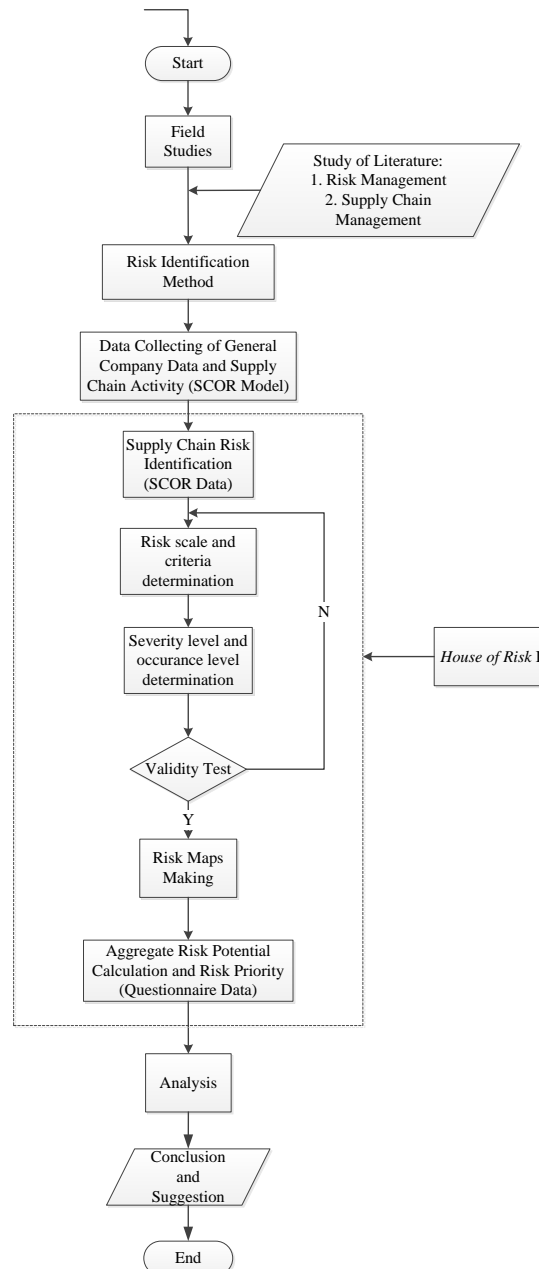 Start
Field
Studies
Study of Literature:
1. Risk Management
2. Supply Chain
Management
Risk Identification
Method
Data Collecting of General
Company Data and Supply
Chain Activity (SCOR Model)
Supply Chain Risk
Identification
(SCOR Data)
Risk scale and
criteria
determination
N
Severity level and
occurance level
determination
House of Risk
Validity Test
Y
Risk Maps
Making
Aggregate Risk Potential
Calculation and Risk Priority
(Questionnaire Data)
Analysis
Conclusion
and
Suggestion
End